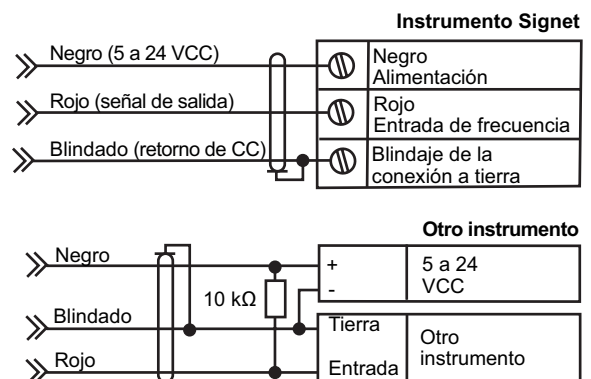 Instrumento Signet
Negro (5 a 24 VCC)
Negro
Alimentación
Rojo (señal de salida)
Rojo
Entrada de frecuencia
Blindado (retorno de CC)
Blindaje de la
conexión a tierra
Otro instrumento
Negro
+
-
5 a 24
VCC
10 kΩ
Blindado
Tierra
Otro
instrumento
Rojo
Entrada